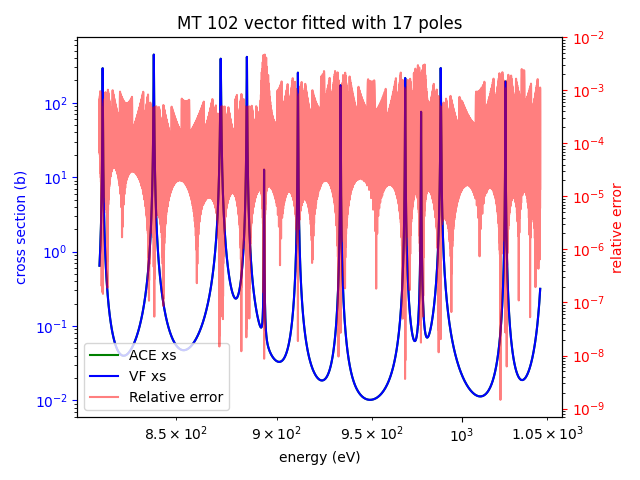 MT 102 vector fitted with 17 poles
10²
10¹
10⁰
10⁻¹
10⁻²
cross section (b)
10⁻²
10⁻³
10⁻⁴
10⁻⁵
10⁻⁶
10⁻⁷
10⁻⁸
10⁻⁹
relative error
ACE xs
VF xs
Relative error
8.5 × 10² 9 × 10² 9.5 × 10² 10³ 1.05 × 10³
energy (eV)